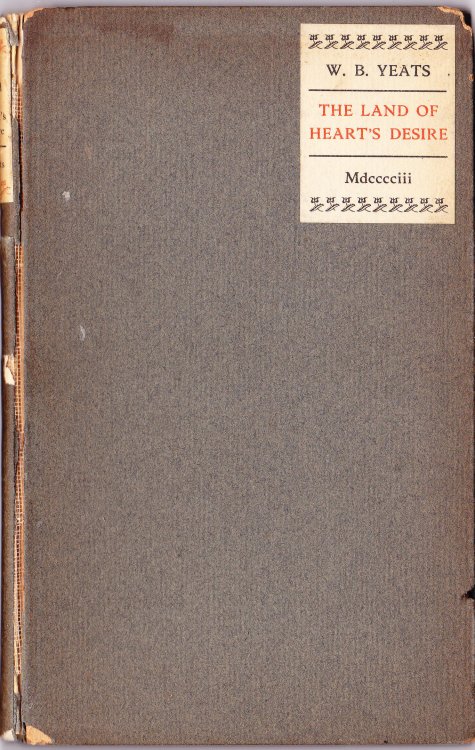 W. B. YEATS
THE LAND OF
HEART'S DESIRE
Mdcccciii